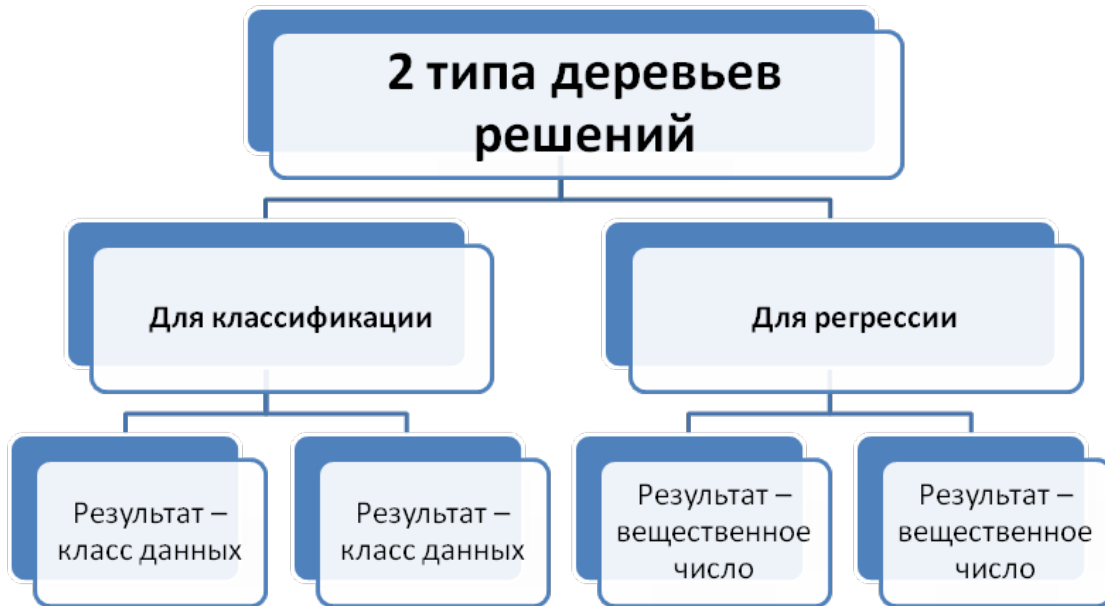 2 типа деревьев
решений
Для классификации
Для регрессии
Результат –
класс данных
Результат –
класс данных
Результат –
вещественное
число
Результат –
вещественное
число